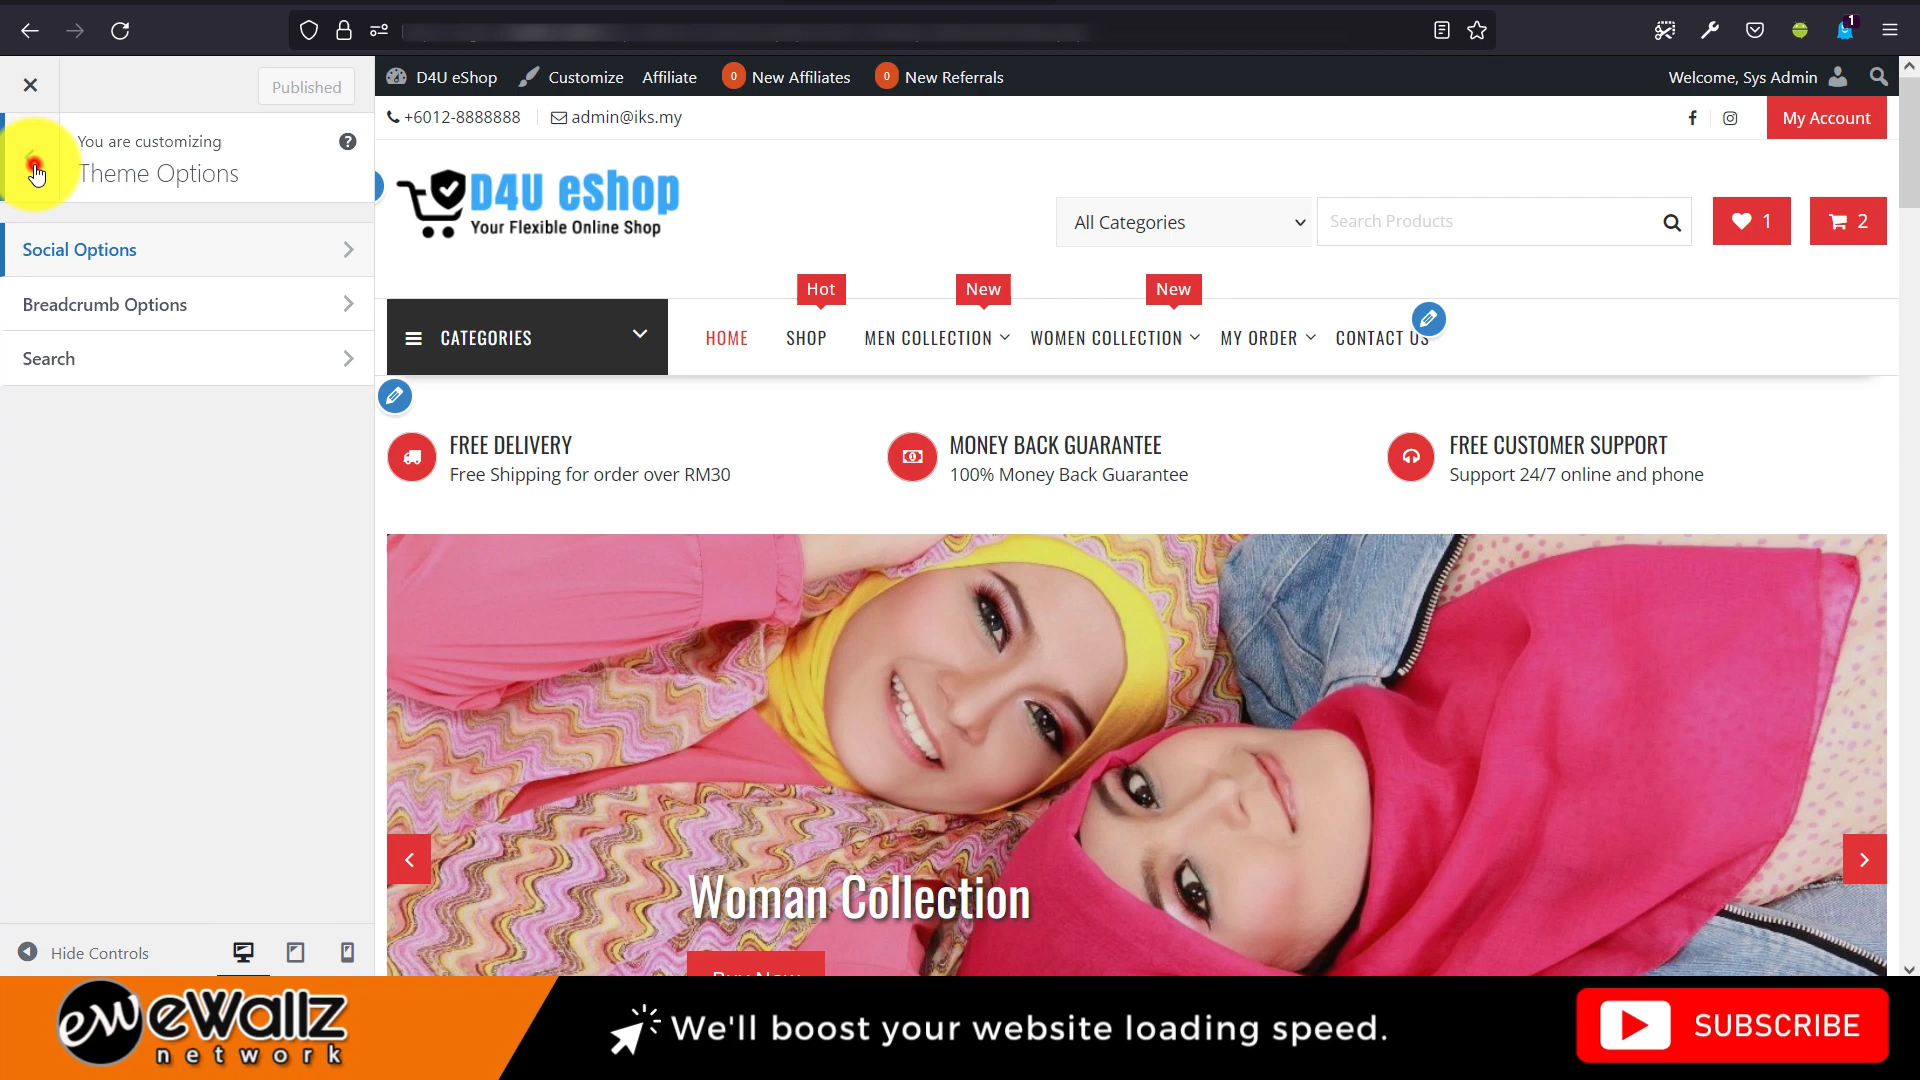 1
Published
D4U eShop
Customize
Affiliate
0 New Affiliates
0 New Referrals
Welcome, Sys Admin
You are customizing
Theme Options
+6012-8888888
admin@iks.my
My Account
D4U eShop
Your Flexible Online Shop
All Categories
Search Products
1
2
Social Options
Breadcrumb Options
Search
Hot
New
New
CATEGORIES
HOME
SHOP
MEN COLLECTION
WOMEN COLLECTION
MY ORDER
CONTACT US
FREE DELIVERY
Free Shipping for order over RM30
MONEY BACK GUARANTEE
100% Money Back Guarantee
FREE CUSTOMER SUPPORT
Support 24/7 online and phone
Woman Collection
Buy Now
Hide Controls
ew eWallz
network
We'll boost your website loading speed.
SUBSCRIBE